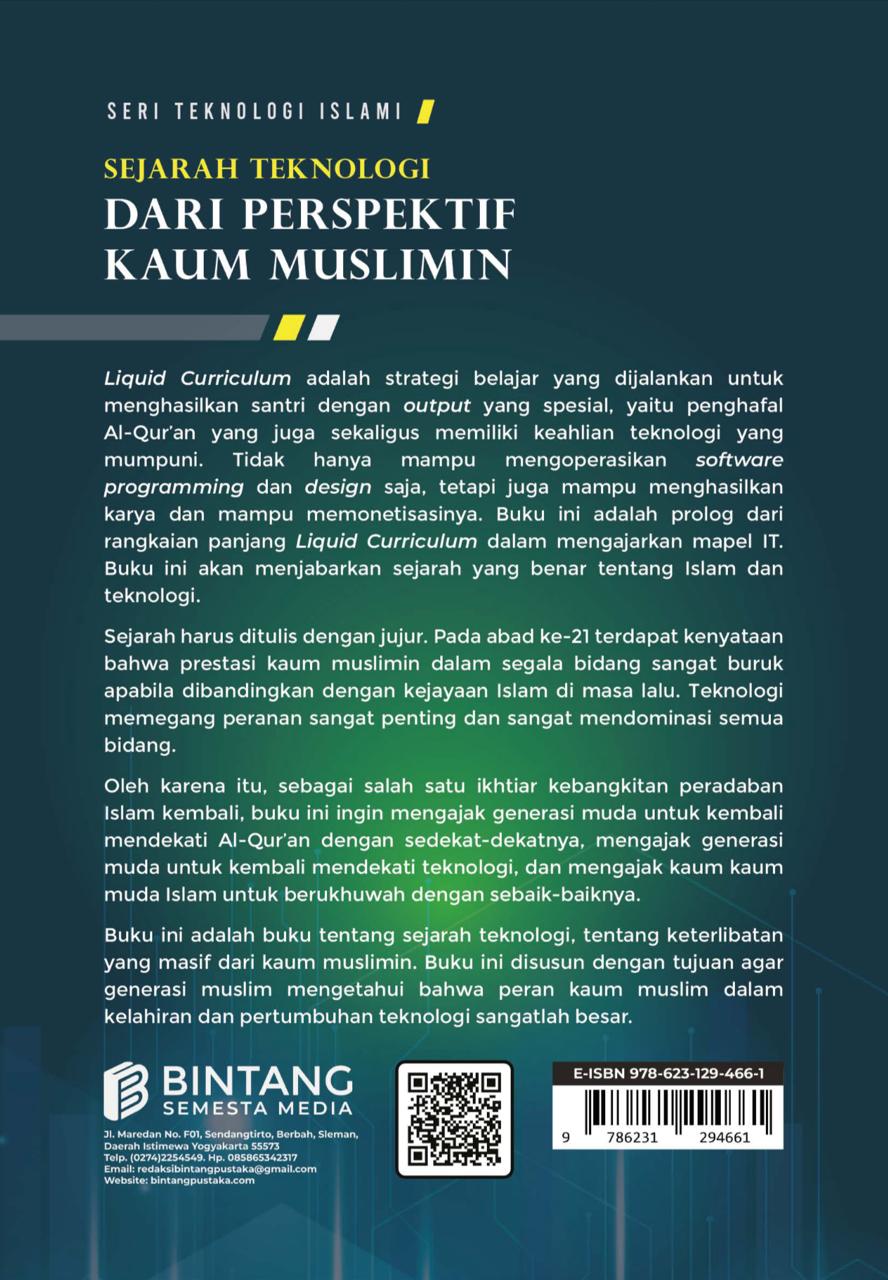 SERI TEKNOLOGI ISLAMI
SEJARAH TEKNOLOGI
DARI PERSPEKTIF
KAUM MUSLIMIN
Liquid Curriculum adalah strategi belajar yang dijalankan untuk
menghasilkan santri dengan output yang spesial, yaitu penghafal
Al-Qur'an yang juga sekaligus memiliki keahlian teknologi yang
mumpuni. Tidak hanya mampu mengoperasikan software
programming dan design saja, tetapi juga mampu menghasilkan
karya dan mampu memonetisasinya. Buku ini adalah prolog dari
rangkaian panjang Liquid Curriculum dalam mengajarkan mapel IT.
Buku ini akan menjabarkan sejarah yang benar tentang Islam dan
teknologi.
Sejarah harus ditulis dengan jujur. Pada abad ke-21 terdapat kenyataan
bahwa prestasi kaum muslimin dalam segala bidang sangat buruk
apabila dibandingkan dengan kejayaan Islam di masa lalu. Teknologi
memegang peranan sangat penting dan sangat mendominasi semua
bidang.
Oleh karena itu, sebagai salah satu ikhtiar kebangkitan peradaban
Islam kembali, buku ini ingin mengajak generasi muda untuk kembali
mendekati Al-Qur'an dengan sedekat-dekatnya, mengajak generasi
muda untuk kembali mendekati teknologi, dan mengajak kaum kaum
muda Islam untuk berukhuwah dengan sebaik-baiknya.
Buku ini adalah buku tentang sejarah teknologi, tentang keterlibatan
yang masif dari kaum muslimin. Buku ini disusun dengan tujuan agar
generasi muslim mengetahui bahwa peran kaum muslim dalam
kelahiran dan pertumbuhan teknologi sangatlah besar.
BINTANG
SEMESTA MEDIA
Jl. Maredan No. F01, Sendangtirto, Berbah, Sleman,
Daerah Istimewa Yogyakarta 55573
Telp. (0274)2254549. Hp. 085865342317
Email: redaksibintangpustaka@gmail.com
Website: bintangpustaka.com
E-ISBN 978-623-129-466-1
9 786231 294661